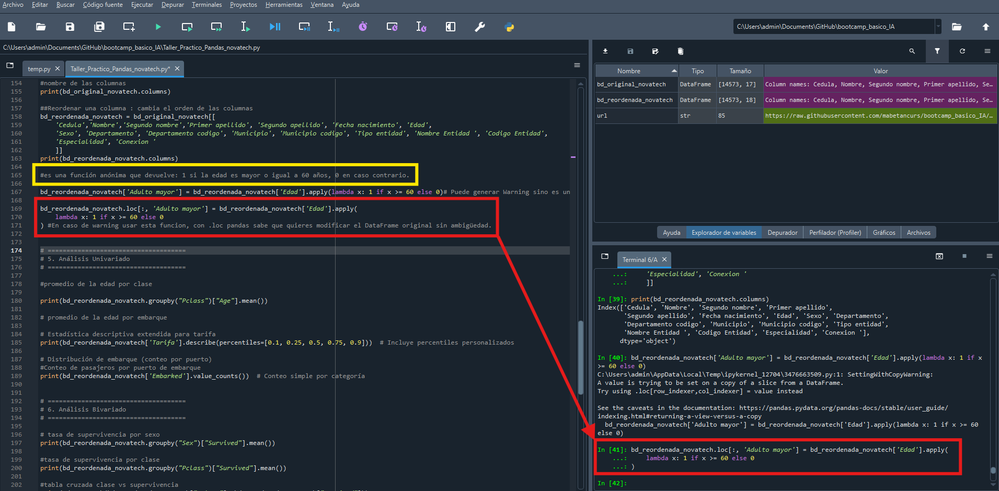 Archivo Editar Buscar Código fuente Ejecutar Depurar Terminales Proyectos Herramientas Ventana Ayuda
C:\Users\admin\Documents\GitHub\bootcamp_basico_IA
C:\Users\admin\Documents\GitHub\bootcamp_basico_IA\Taller_Practico_Pandas_novatech.py
temp.py
Taller_Practico_Pandas_novatech.py*
154 #nombre de las columnas
155 print(bd_original_novatech.columns)
156
157 ##Reordenar una columna : cambia el orden de las columnas
158 bd_reordenada_novatech = bd_original_novatech[[
159 'Cedula','Nombre','Segundo nombre','Primer apellido', 'Segundo apellido', 'Fecha nacimiento', 'Edad',
160 'Sexo', 'Departamento', 'Departamento codigo', 'Municipio', 'Municipio codigo', 'Tipo entidad', 'Nombre Entidad ', 'Codigo Entidad',
161 'Especialidad', 'Conexion '
162 ]]
163 print(bd_reordenada_novatech.columns)
164
165 #es una función anónima que devuelve: 1 si la edad es mayor o igual a 60 años, 0 en caso contrario.
166
167 bd_reordenada_novatech['Adulto mayor'] = bd_reordenada_novatech['Edad'].apply(lambda x: 1 if x >= 60 else 0)# Puede generar Warning sino es un
168
169 bd_reordenada_novatech.loc[:, 'Adulto mayor'] = bd_reordenada_novatech['Edad'].apply(
170 lambda x: 1 if x >= 60 else 0
171 ) #En caso de warning usar esta funcion, con .loc pandas sabe que quieres modificar el DataFrame original sin ambigüedad.
172
173
174 # =====================================
175 # 5. Análisis Univariado
176 # =====================================
177
178 #promedio de la edad por clase
179
180 print(bd_reordenada_novatech.groupby("Pclass")["Age"].mean())
181
182 # promedio de la edad por embarque
183
184 # Estadística descriptiva extendida para tarifa
185 print(bd_reordenada_novatech['Tarifa'].describe(percentiles=[0.1, 0.25, 0.5, 0.75, 0.9])) # Incluye percentiles personalizados
186
187 # Distribución de embarque (conteo por puerto)
188 #Conteo de pasajeros por puerto de embarque
189 print(bd_reordenada_novatech['Embarked'].value_counts()) # Conteo simple por categoría
190
191
192 # =====================================
193 # 6. Análisis Bivariado
194 # =====================================
195
196 # tasa de supervivencia por sexo
197 print(bd_reordenada_novatech.groupby("Sex")["Survived"].mean())
198
199 #tasa de supervivencia por clase
200 print(bd_reordenada_novatech.groupby("Pclass")["Survived"].mean())
201
202 #tabla cruzada clase vs supervivencia
Nombre Tipo Tamaño Valor
bd_original_novatech DataFrame [14573, 17] Column names: Cedula, Nombre, Segundo nombre, Primer apellido, Se…
bd_reordenada_novatech DataFrame [14573, 18] Column names: Cedula, Nombre, Segundo nombre, Primer apellido, Se…
url str 85 https://raw.githubusercontent.com/mabetancurs/bootcamp_basico_IA/…
Ayuda Explorador de variables Depurador Perfilador (Profiler) Gráficos Archivos
Terminal 6/A
...: 'Especialidad', 'Conexion '
...: ]]
In [39]: print(bd_reordenada_novatech.columns)
Index(['Cedula', 'Nombre', 'Segundo nombre', 'Primer apellido',
'Segundo apellido', 'Fecha nacimiento', 'Edad', 'Sexo', 'Departamento',
'Departamento codigo', 'Municipio', 'Municipio codigo', 'Tipo entidad',
'Nombre Entidad ', 'Codigo Entidad', 'Especialidad', 'Conexion '],
dtype='object')
In [40]: bd_reordenada_novatech['Adulto mayor'] = bd_reordenada_novatech['Edad'].apply(lambda x: 1 if x
>= 60 else 0)
C:\Users\admin\AppData\Local\Temp\ipykernel_12704\3476663509.py:1: SettingWithCopyWarning:
A value is trying to be set on a copy of a slice from a DataFrame.
Try using .loc[row_indexer,col_indexer] = value instead
See the caveats in the documentation: https://pandas.pydata.org/pandas-docs/stable/user_guide/
indexing.html#returning-a-view-versus-a-copy
bd_reordenada_novatech['Adulto mayor'] = bd_reordenada_novatech['Edad'].apply(lambda x: 1 if x >= 60
else 0)
In [41]: bd_reordenada_novatech.loc[:, 'Adulto mayor'] = bd_reordenada_novatech['Edad'].apply(
...: lambda x: 1 if x >= 60 else 0
...: )
In [42]: